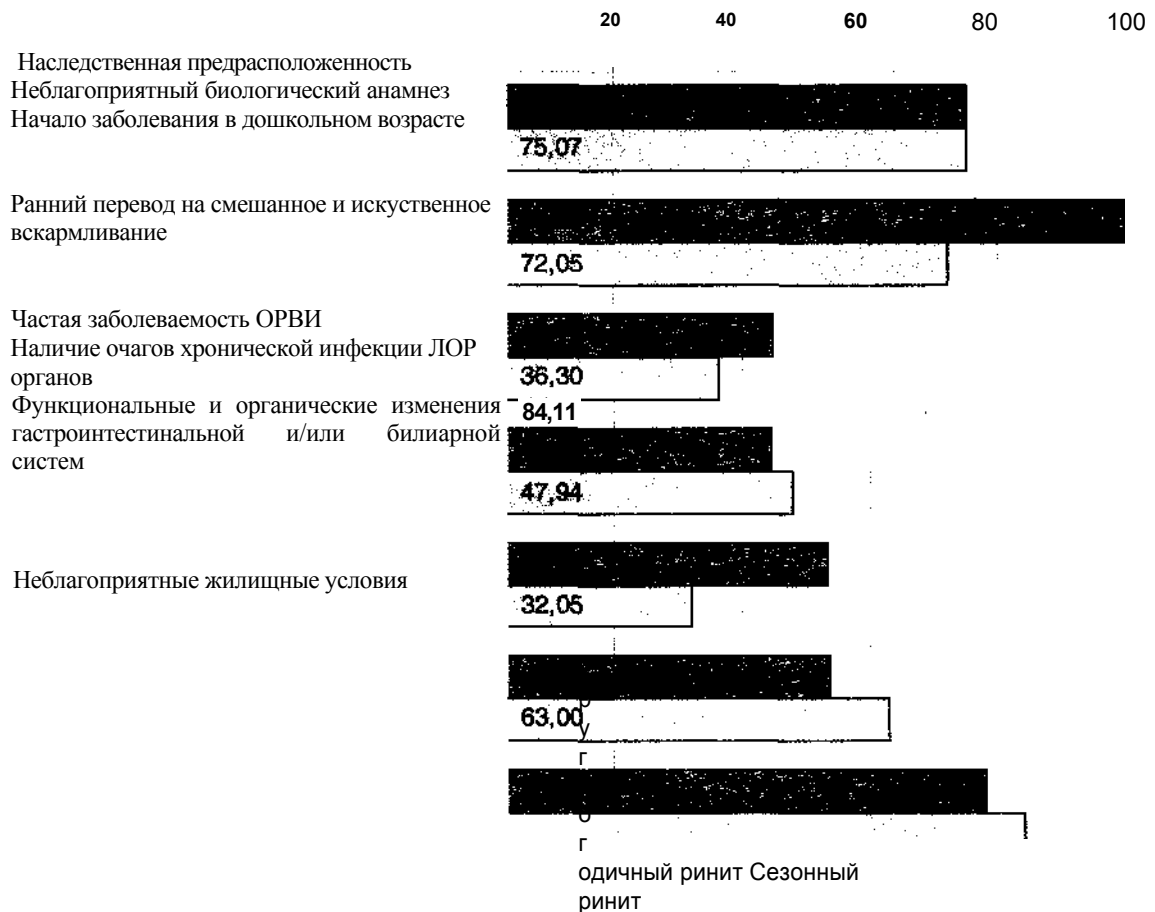 20 40 60 80 100
Наследственная предрасположенность
Неблагоприятный биологический анамнез
Начало заболевания в дошкольном возрасте
75,07
Ранний перевод на смешанное и искуственное
вскармливание
72,05
Частая заболеваемость ОРВИ
Наличие очагов хронической инфекции ЛОР
органов
36,30
Функциональные и органические изменения
84,11
гастроинтестинальной и/или билиарной
систем
47,94
Неблагоприятные жилищные условия
32,05
63,00
у
г
г
одичный ринит Сезонный
ринит